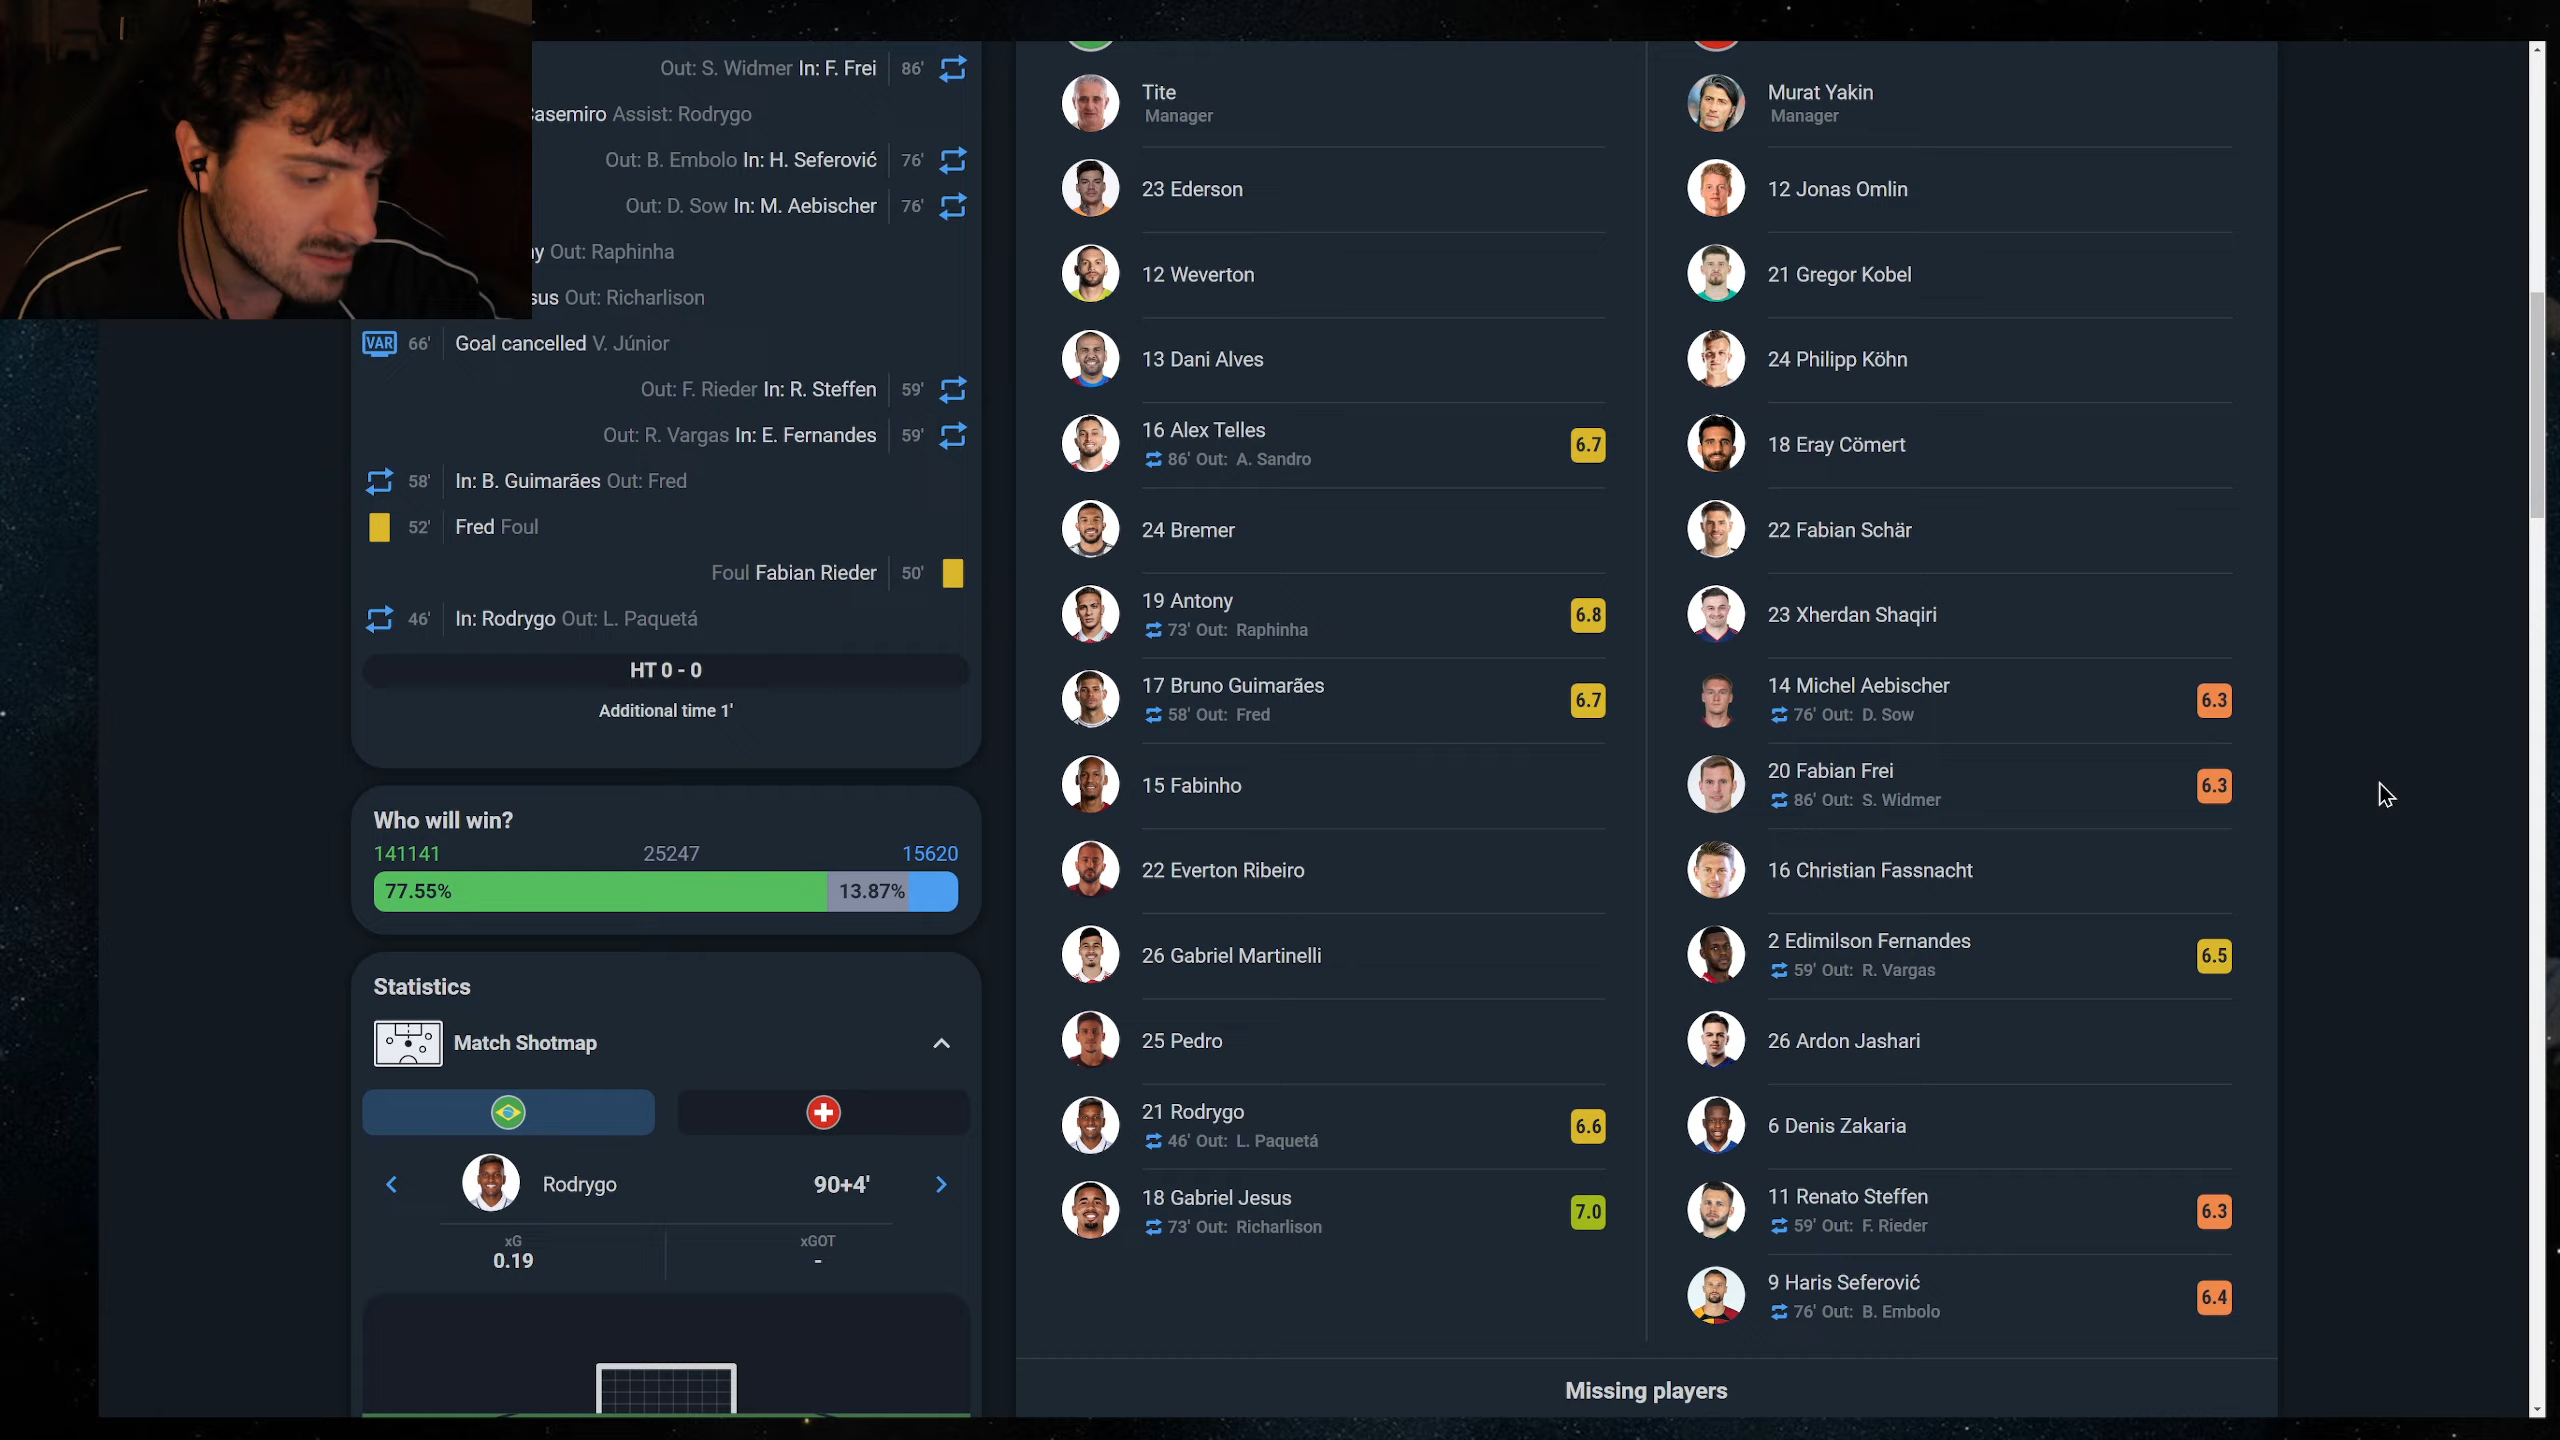 Out: S. Widmer In: F. Frei 86'
Casemiro Assist: Rodrygo
Out: B. Embolo In: H. Seferović 76'
Out: D. Sow In: M. Aebischer 76'
y Out: Raphinha
sus Out: Richarlison
VAR 66' Goal cancelled V. Júnior
Out: F. Rieder In: R. Steffen 59'
Out: R. Vargas In: E. Fernandes 59'
58' In: B. Guimarães Out: Fred
52' Fred Foul
Foul Fabian Rieder 50'
46' In: Rodrygo Out: L. Paquetá
HT 0 - 0
Additional time 1'
Who will win?
141141 25247 15620
77.55% 13.87%
Statistics
Match Shotmap
Rodrygo 90+4'
xG xGOT
0.19 -
Tite
Manager
23 Ederson
12 Weverton
13 Dani Alves
16 Alex Telles 6.7
86' Out: A. Sandro
24 Bremer
19 Antony 6.8
73' Out: Raphinha
17 Bruno Guimarães 6.7
58' Out: Fred
15 Fabinho
22 Everton Ribeiro
26 Gabriel Martinelli
25 Pedro
21 Rodrygo 6.6
46' Out: L. Paquetá
18 Gabriel Jesus 7.0
73' Out: Richarlison
Murat Yakin
Manager
12 Jonas Omlin
21 Gregor Kobel
24 Philipp Köhn
18 Eray Cömert
22 Fabian Schär
23 Xherdan Shaqiri
14 Michel Aebischer 6.3
76' Out: D. Sow
20 Fabian Frei 6.3
86' Out: S. Widmer
16 Christian Fassnacht
2 Edimilson Fernandes 6.5
59' Out: R. Vargas
26 Ardon Jashari
6 Denis Zakaria
11 Renato Steffen 6.3
59' Out: F. Rieder
9 Haris Seferović 6.4
76' Out: B. Embolo
Missing players